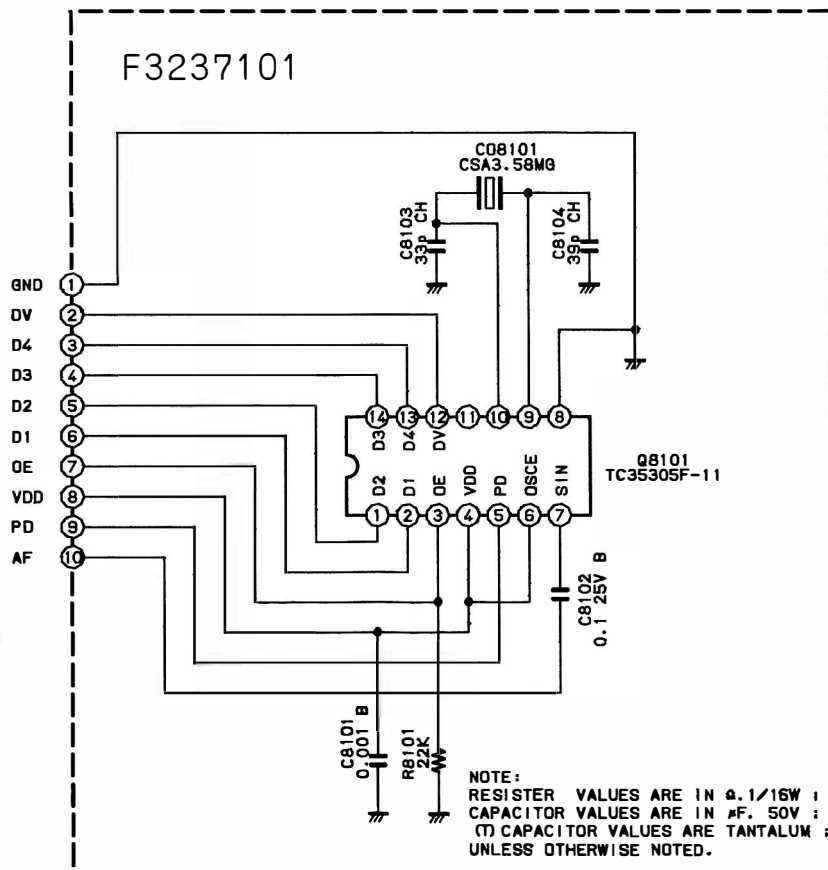 F3237101
C08101
CSA3.58MG
C8103
33p CH
C8104
39p CH
GND 1
DV 2
D4 3
D3 4
D2 5
D1 6
OE 7
VDD 8
PD 9
AF 10
14 13 12 11 10 9 8
D3 D4 DV
D2 D1 OE VDD PD OSCE SIN
1 2 3 4 5 6 7
Q8101
TC35305F-11
C8102
0.1 25V B
C8101
0.001 B
R8101
22K
NOTE:
RESISTER VALUES ARE IN Ω.1/16W ;
CAPACITOR VALUES ARE IN μF. 50V ;
(T) CAPACITOR VALUES ARE TANTALUM ;
UNLESS OTHERWISE NOTED.